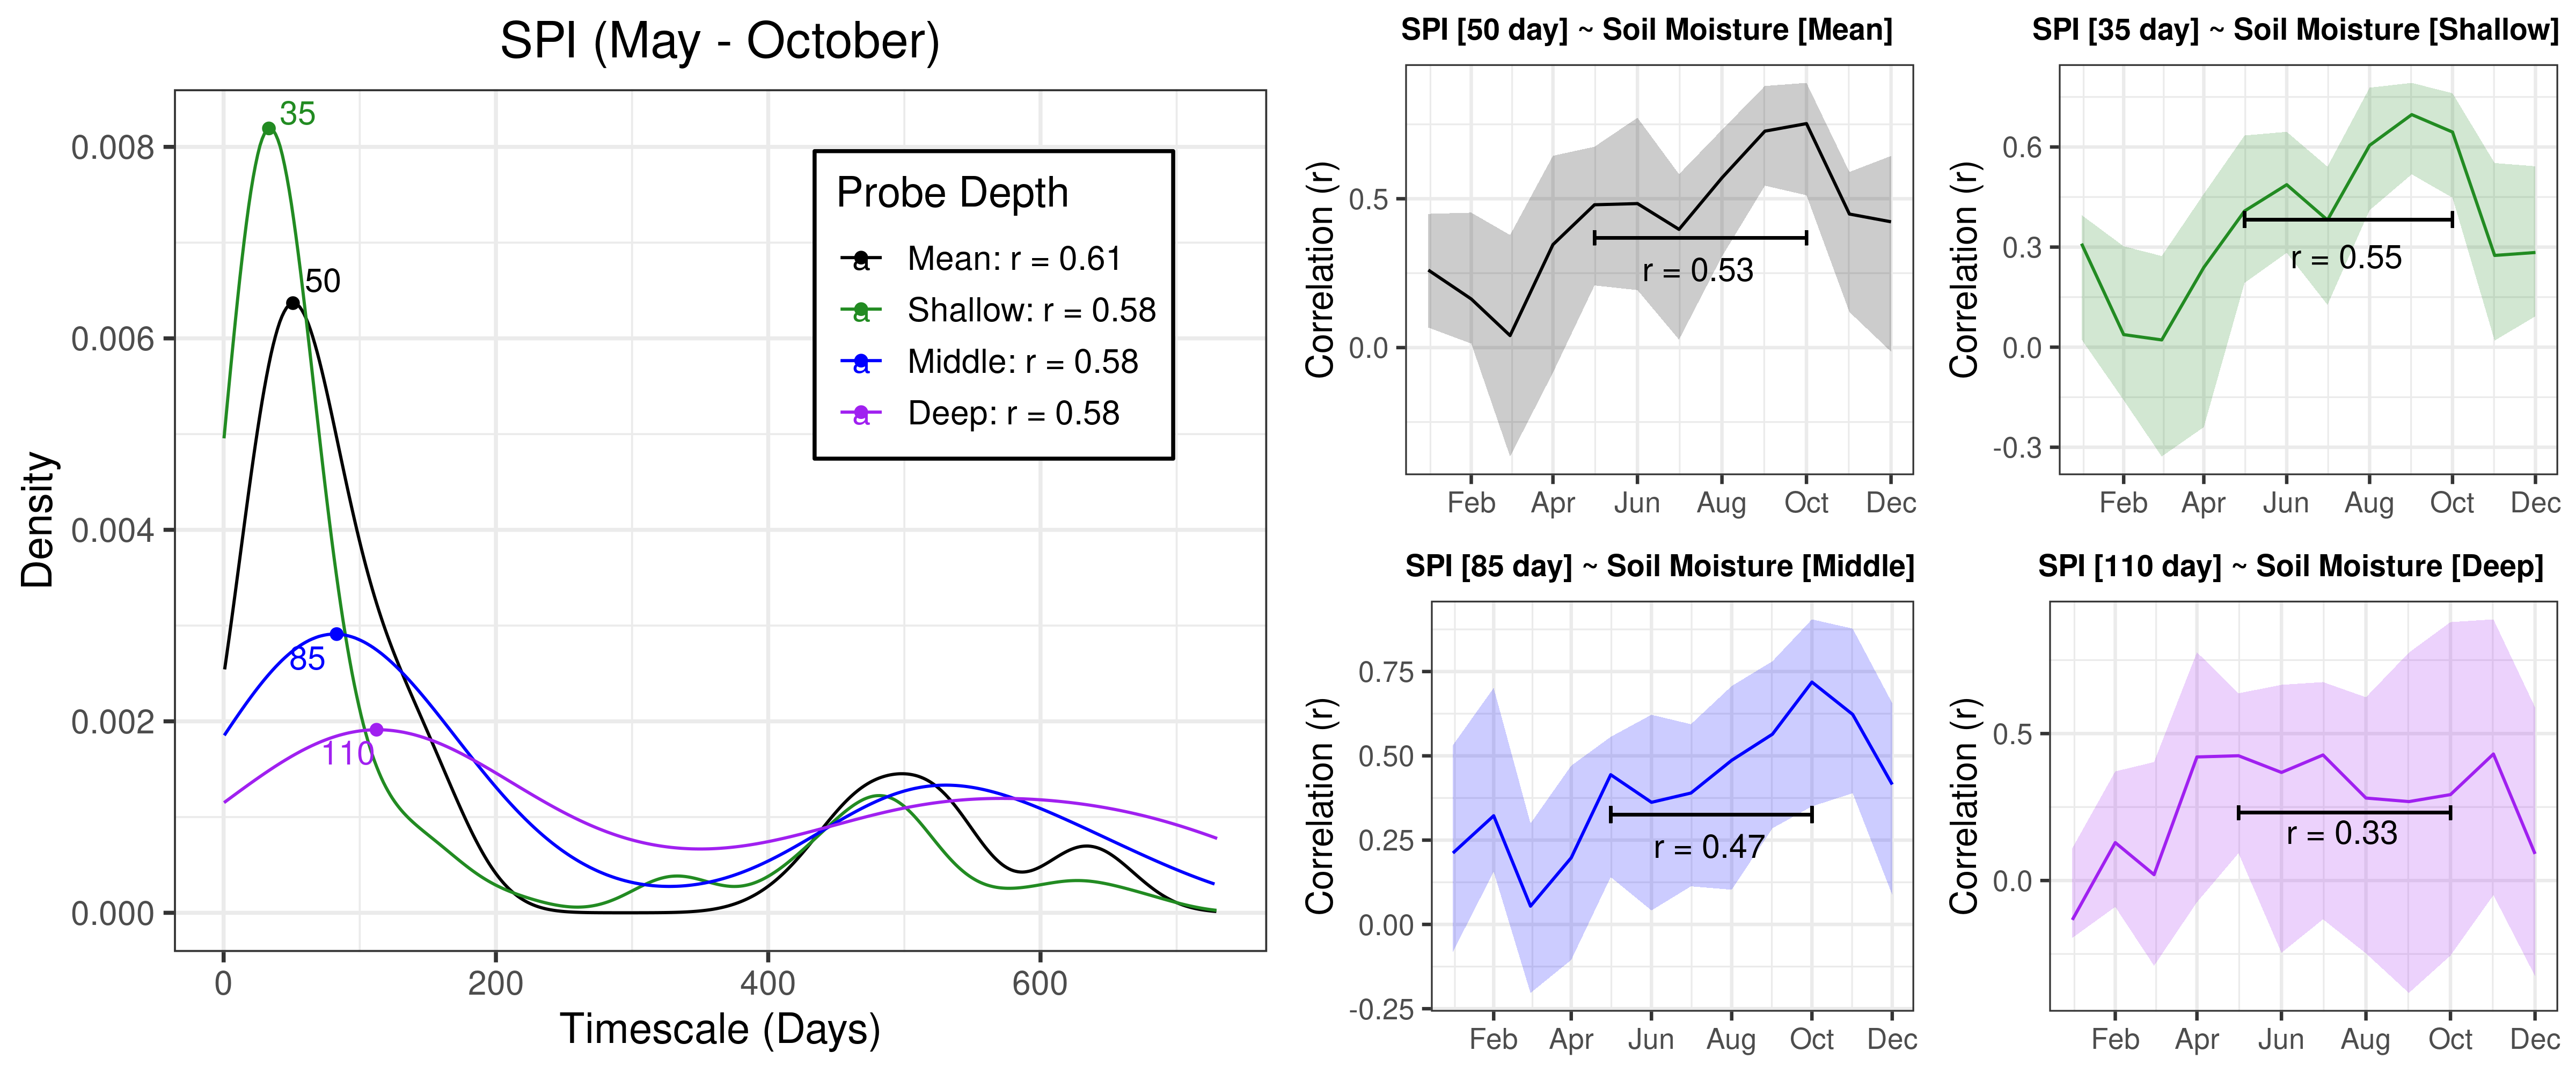 SPI (May - October)
Density
0.008
0.006
0.004
0.002
0.000
35
50
85
110
Probe Depth
a Mean: r = 0.61
a Shallow: r = 0.58
a Middle: r = 0.58
a Deep: r = 0.58
0 200 400 600
Timescale (Days)
SPI [50 day] ~ Soil Moisture [Mean]
Correlation (r)
0.5
0.0
r = 0.53
Feb Apr Jun Aug Oct Dec
SPI [35 day] ~ Soil Moisture [Shallow]
Correlation (r)
0.6
0.3
0.0
-0.3
r = 0.55
Feb Apr Jun Aug Oct Dec
SPI [85 day] ~ Soil Moisture [Middle]
Correlation (r)
0.75
0.50
0.25
0.00
-0.25
r = 0.47
Feb Apr Jun Aug Oct Dec
SPI [110 day] ~ Soil Moisture [Deep]
Correlation (r)
0.5
0.0
r = 0.33
Feb Apr Jun Aug Oct Dec